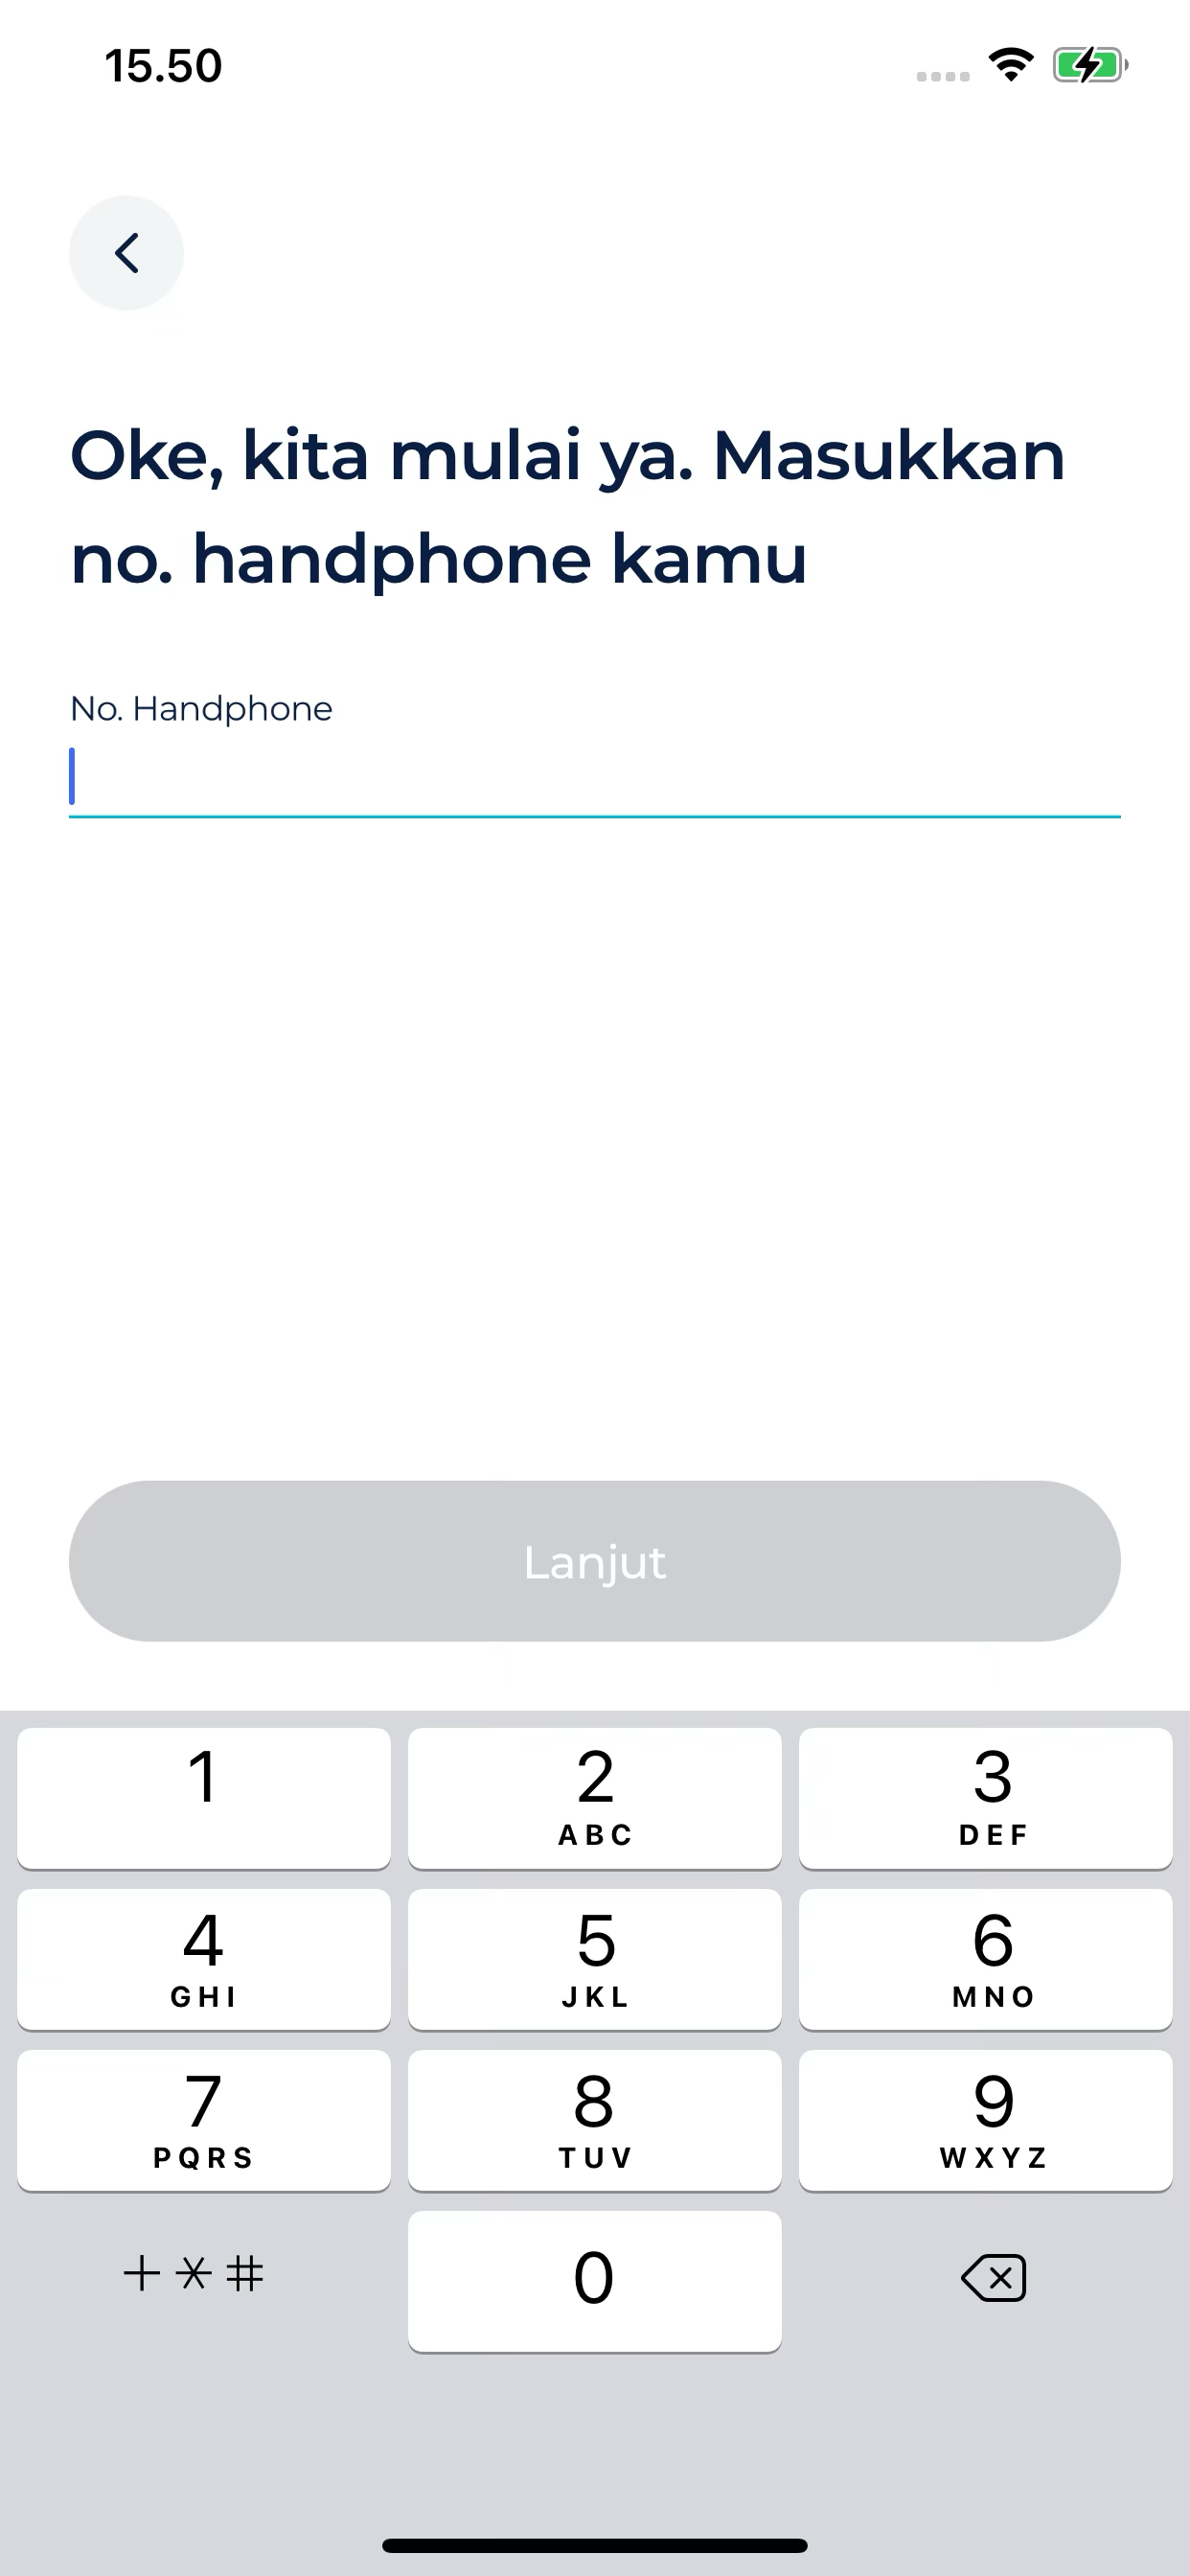 15.50
Oke, kita mulai ya. Masukkan
no. handphone kamu
No. Handphone
Lanjut
1
2
ABC
3
DEF
4
GHI
5
JKL
6
MNO
7
PQRS
8
TUV
9
WXYZ
+*#
0